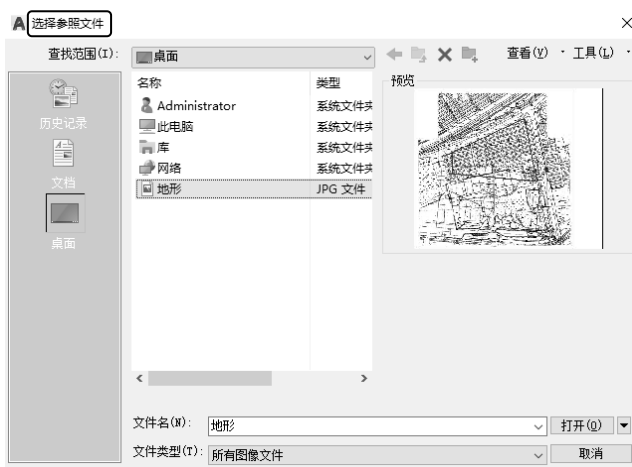 选择参照文件
查找范围(I): 桌面 查看(V) · 工具(L) ·
名称 类型 预览
Administrator 系统文件夹
此电脑 系统文件夹
库 系统文件夹
网络 系统文件夹
地形 JPG 文件
历史记录
文档
桌面
文件名(N): 地形 打开(O)
文件类型(T): 所有图像文件 取消